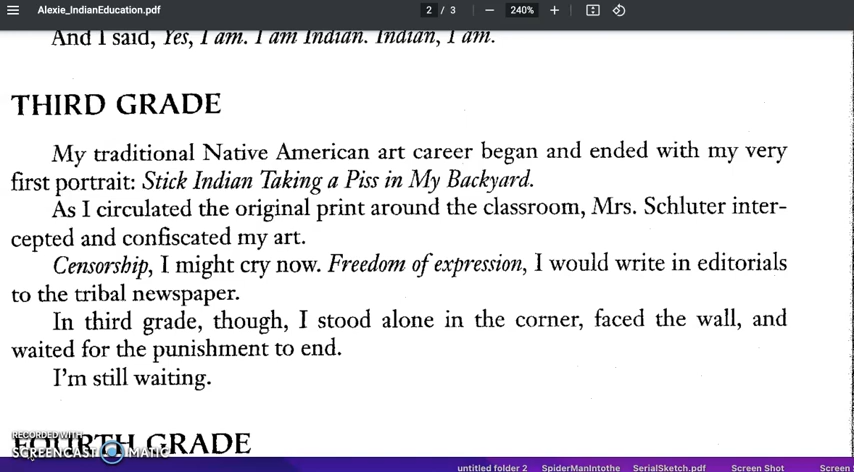 Alexie_IndianEducation.pdf
2 / 3
240%
And I said, Yes, I am. I am Indian. Indian, I am.
THIRD GRADE
My traditional Native American art career began and ended with my very
first portrait: Stick Indian Taking a Piss in My Backyard.
As I circulated the original print around the classroom, Mrs. Schluter inter-
cepted and confiscated my art.
Censorship, I might cry now. Freedom of expression, I would write in editorials
to the tribal newspaper.
In third grade, though, I stood alone in the corner, faced the wall, and
waited for the punishment to end.
I'm still waiting.
RECORDED WITH
FOURTH GRADE
SCREENCAST MATIC
untitled folder 2 SpiderManIntothe SerialSketch.pdf Screen Shot Screen